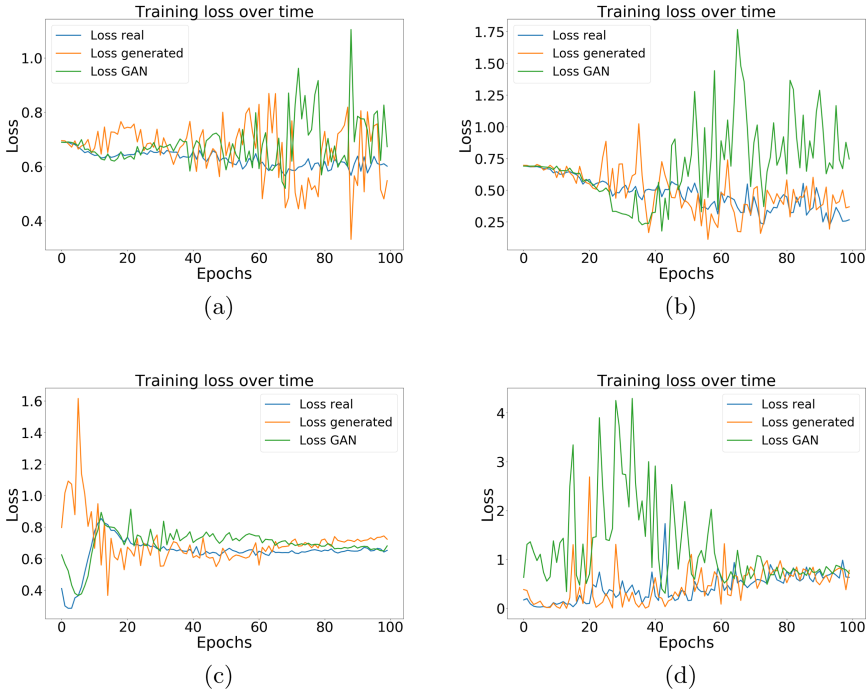 Training loss over time
Loss real
Loss generated
Loss GAN
1.0
0.8
0.6
0.4
Loss
0 20 40 60 80 100
Epochs
(a)
Training loss over time
Loss real
Loss generated
Loss GAN
1.75
1.50
1.25
1.00
0.75
0.50
0.25
Loss
0 20 40 60 80 100
Epochs
(b)
Training loss over time
Loss real
Loss generated
Loss GAN
1.6
1.4
1.2
1.0
0.8
0.6
0.4
Loss
0 20 40 60 80 100
Epochs
(c)
Training loss over time
Loss real
Loss generated
Loss GAN
4
3
2
1
0
Loss
0 20 40 60 80 100
Epochs
(d)